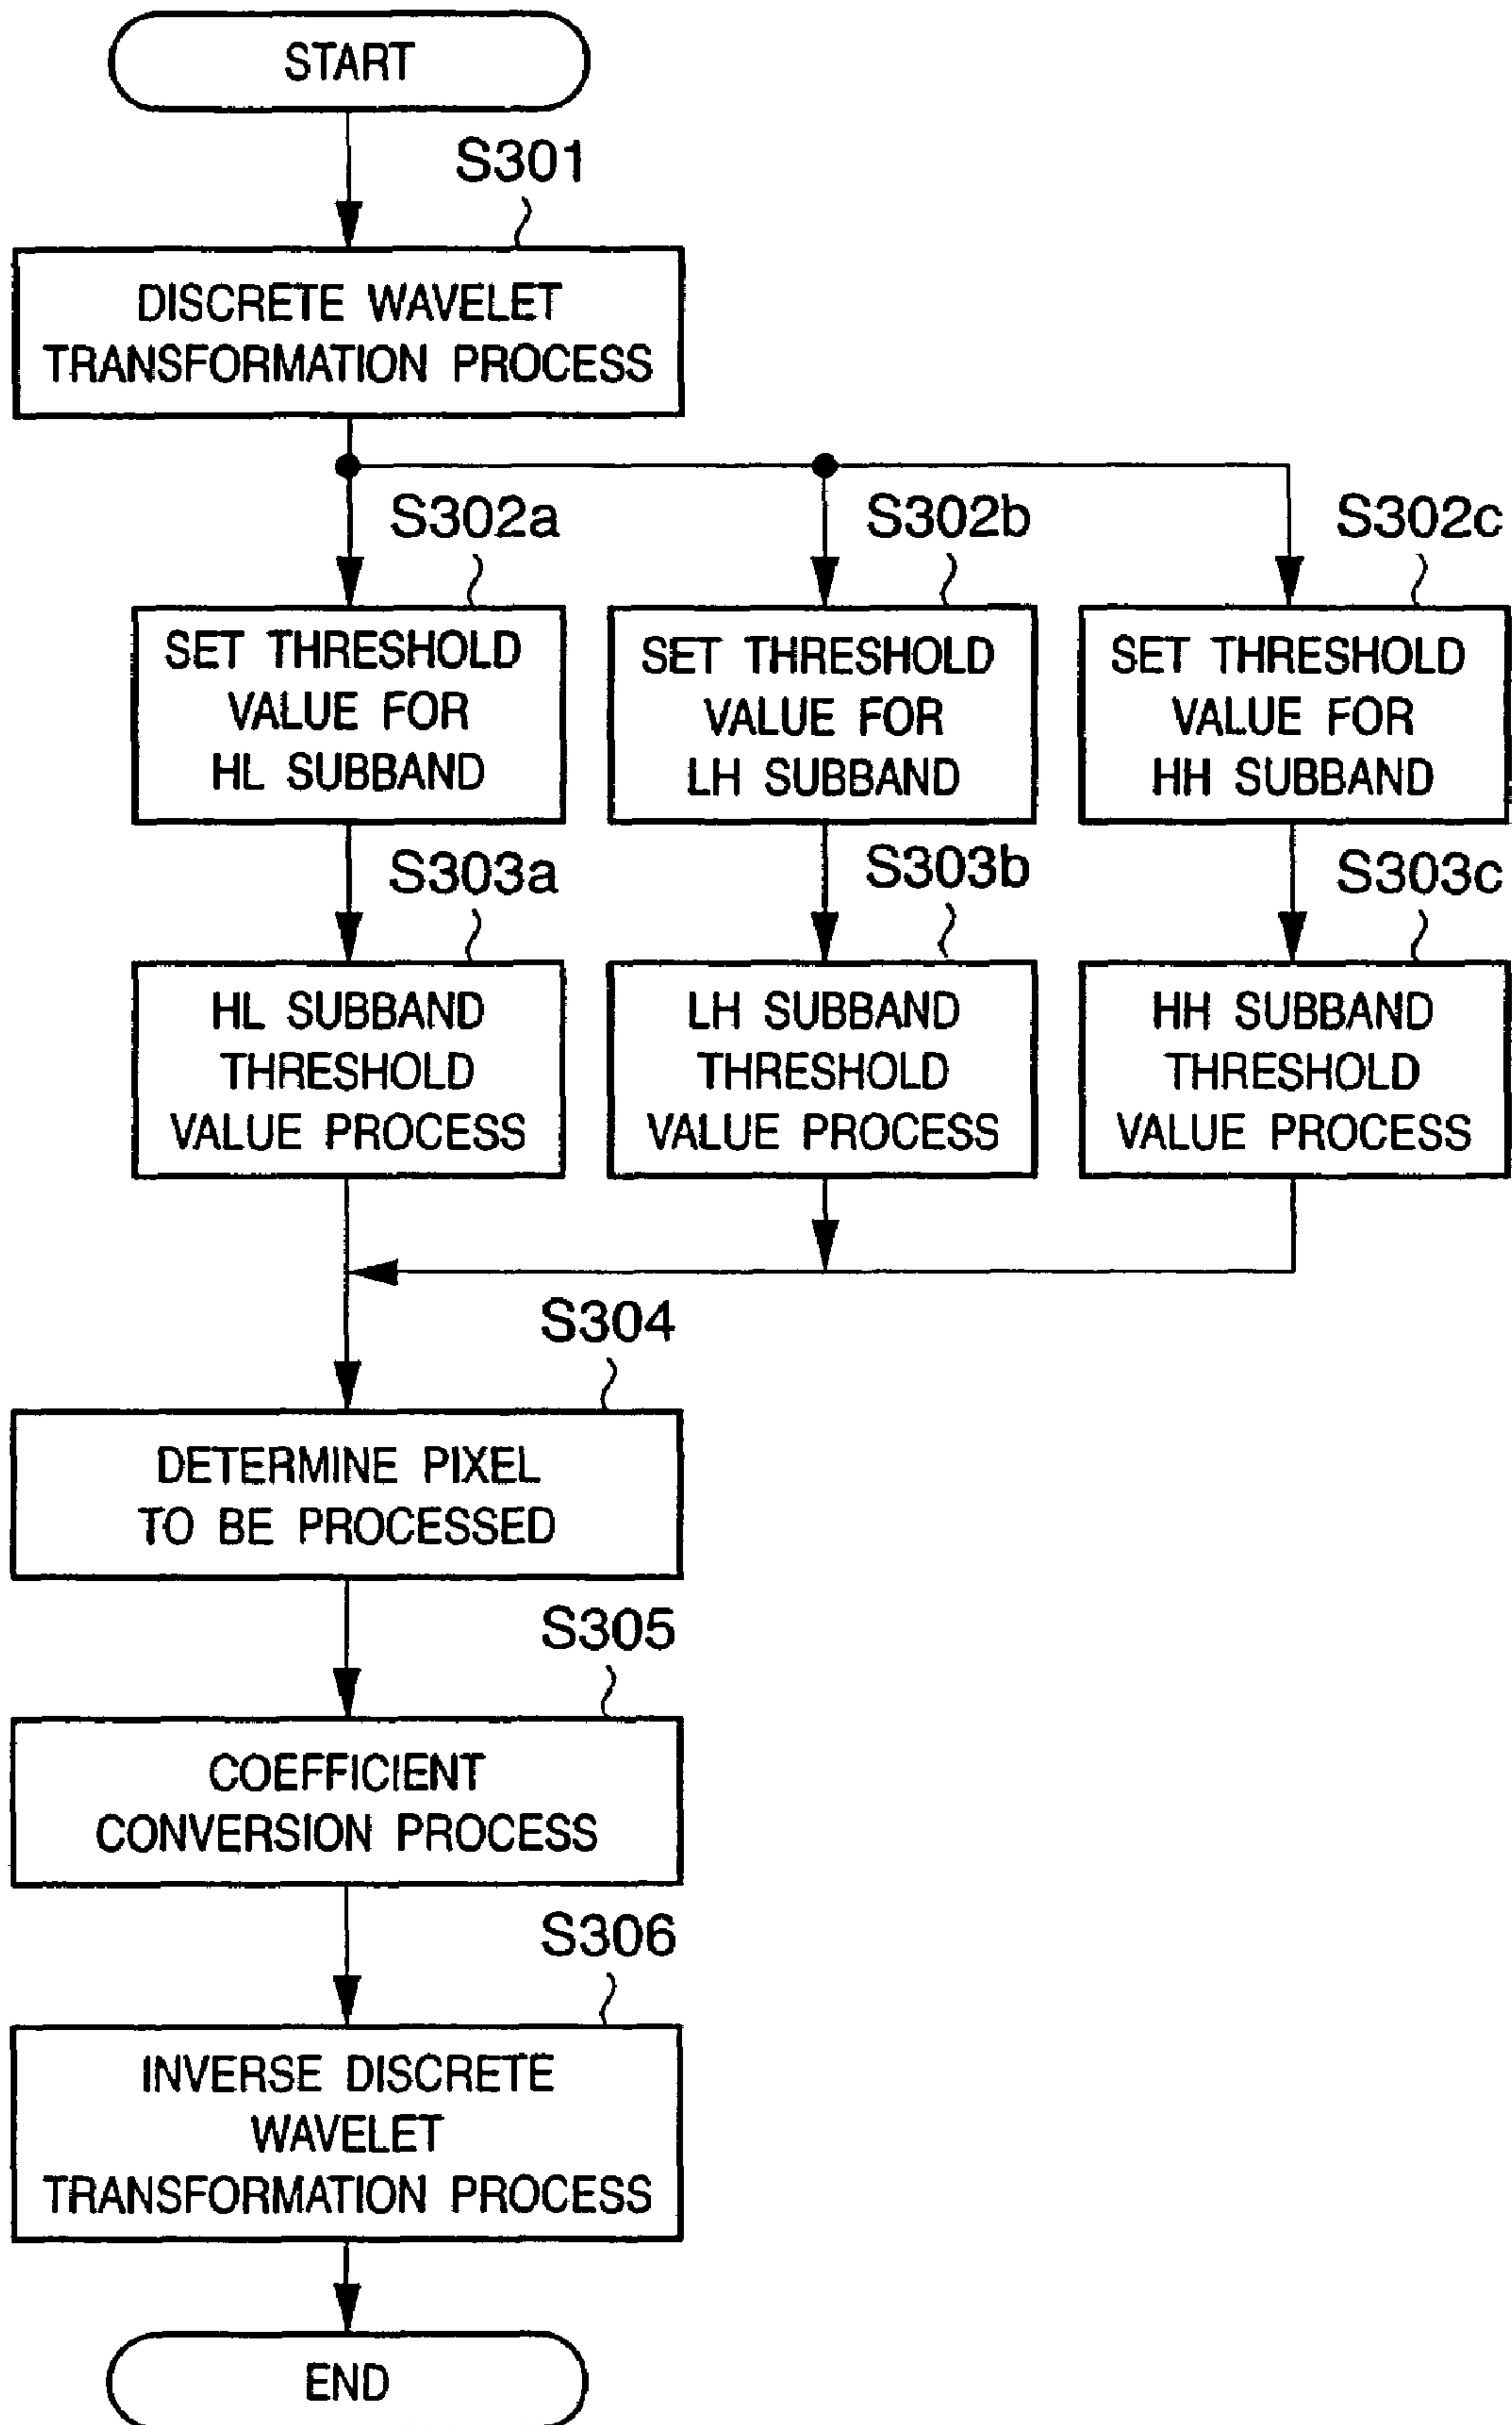 START
S301
DISCRETE WAVELET
TRANSFORMATION PROCESS
S302a
SET THRESHOLD
VALUE FOR
HL SUBBAND
S302b
SET THRESHOLD
VALUE FOR
LH SUBBAND
S302c
SET THRESHOLD
VALUE FOR
HH SUBBAND
S303a
HL SUBBAND
THRESHOLD
VALUE PROCESS
S303b
LH SUBBAND
THRESHOLD
VALUE PROCESS
S303c
HH SUBBAND
THRESHOLD
VALUE PROCESS
S304
DETERMINE PIXEL
TO BE PROCESSED
S305
COEFFICIENT
CONVERSION PROCESS
S306
INVERSE DISCRETE
WAVELET
TRANSFORMATION PROCESS
END